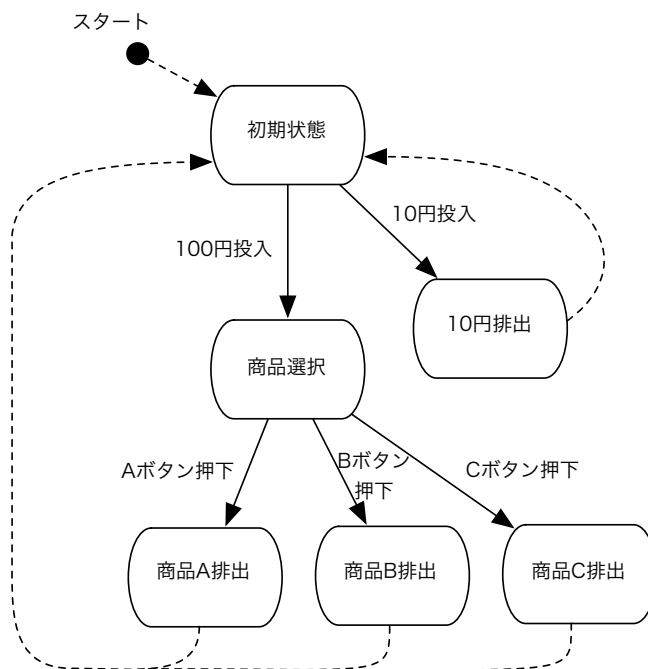 スタート
初期状態
10円投入
100円投入
10円排出
商品選択
Aボタン押下
Bボタン
押下
Cボタン押下
商品A排出
商品B排出
商品C排出